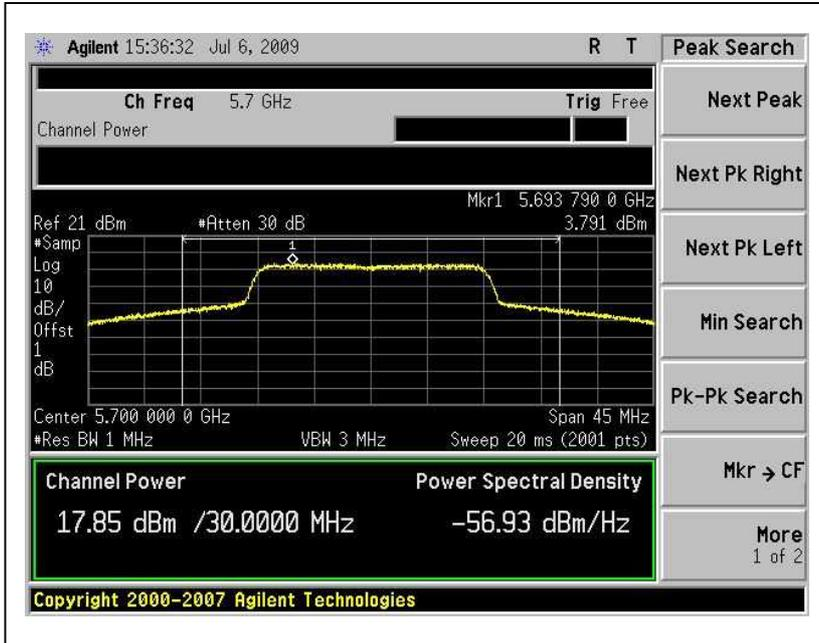 Agilent 15:36:32 Jul 6, 2009 R T
Peak Search
Ch Freq 5.7 GHz Trig Free
Channel Power
Mkr1 5.693 790 0 GHz
Ref 21 dBm #Atten 30 dB 3.791 dBm
#Samp
Log
10
dB/
Offst
1
dB
1
Center 5.700 000 0 GHz Span 45 MHz
#Res BW 1 MHz VBW 3 MHz Sweep 20 ms (2001 pts)
Channel Power Power Spectral Density
17.85 dBm /30.0000 MHz -56.93 dBm/Hz
Copyright 2000-2007 Agilent Technologies
Next Peak
Next Pk Right
Next Pk Left
Min Search
Pk-Pk Search
Mkr → CF
More
1 of 2